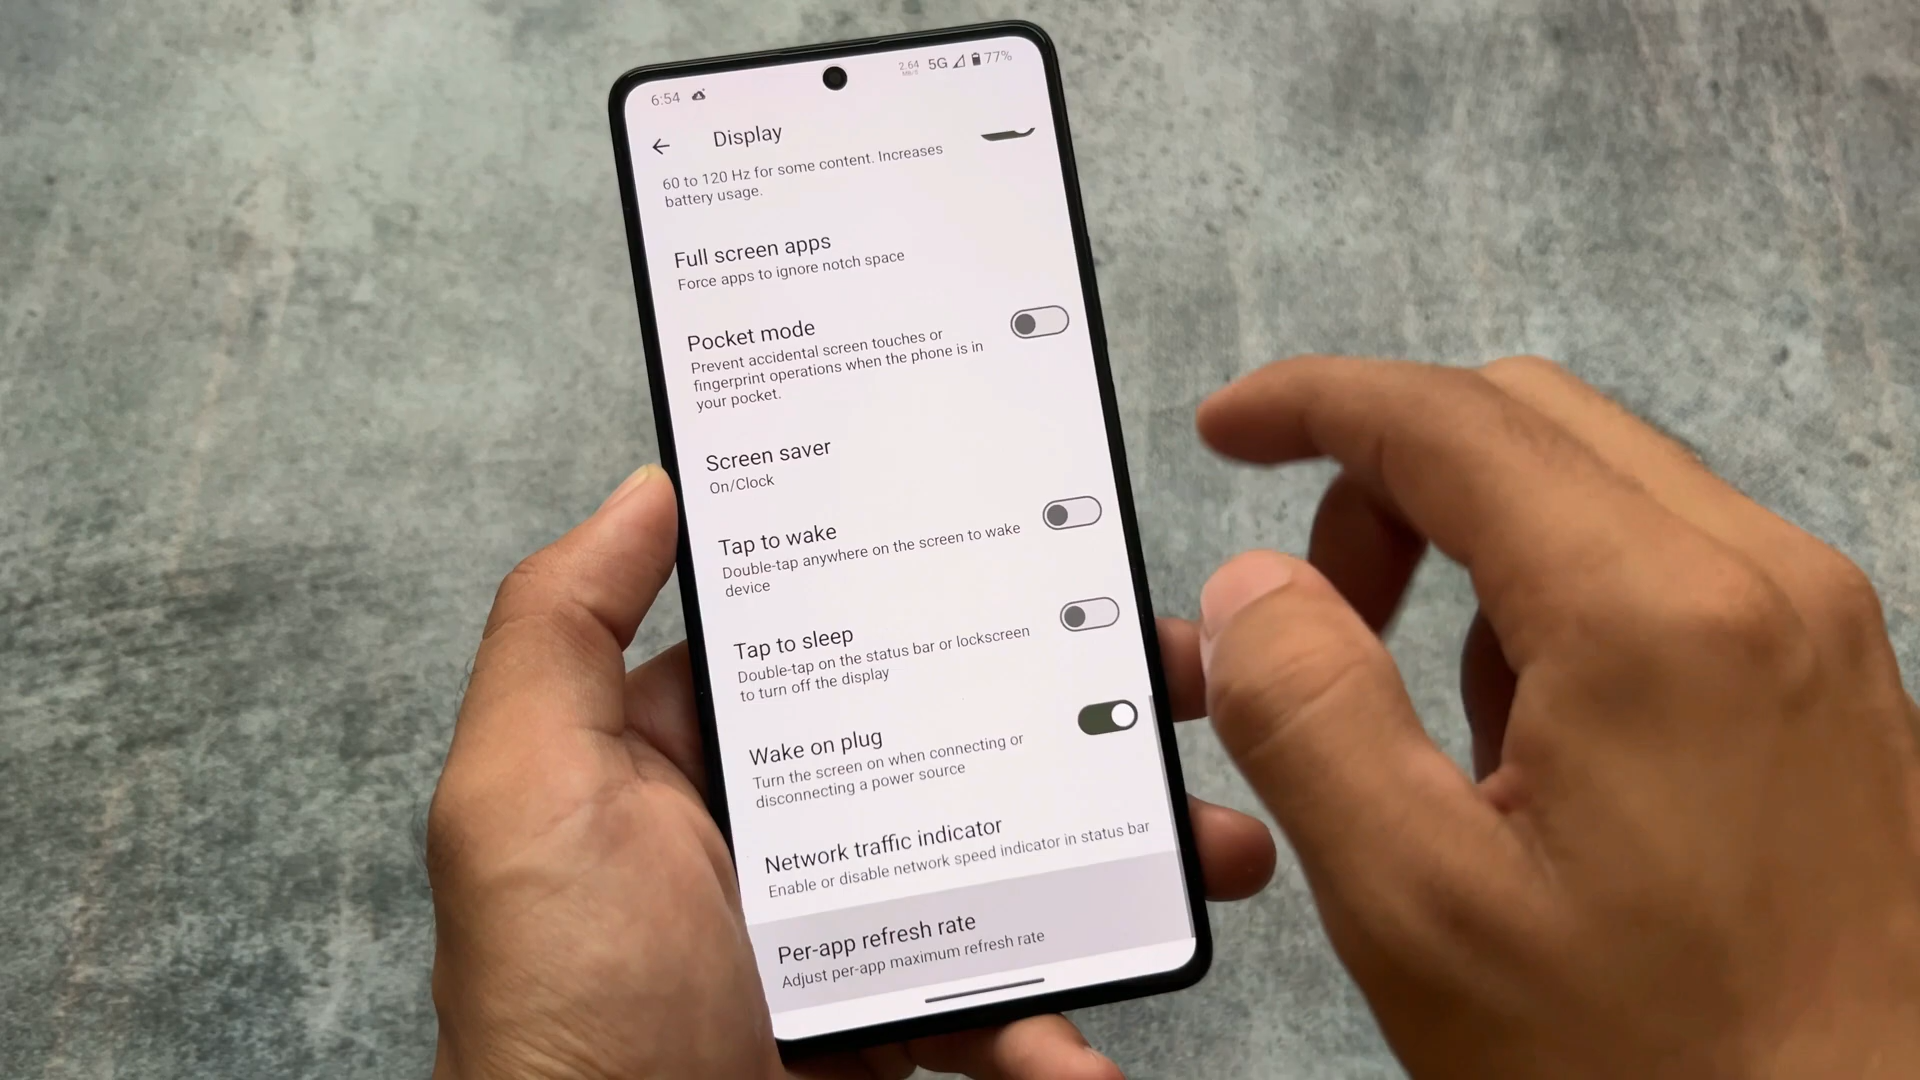 6:54
2.64
MB/S
5G
77%
Display
60 to 120 Hz for some content. Increases
battery usage.
Full screen apps
Force apps to ignore notch space
Pocket mode
Prevent accidental screen touches or
fingerprint operations when the phone is in
your pocket.
Screen saver
On/Clock
Tap to wake
Double-tap anywhere on the screen to wake
device
Tap to sleep
Double-tap on the status bar or lockscreen
to turn off the display
Wake on plug
Turn the screen on when connecting or
disconnecting a power source
Network traffic indicator
Enable or disable network speed indicator in status bar
Per-app refresh rate
Adjust per-app maximum refresh rate